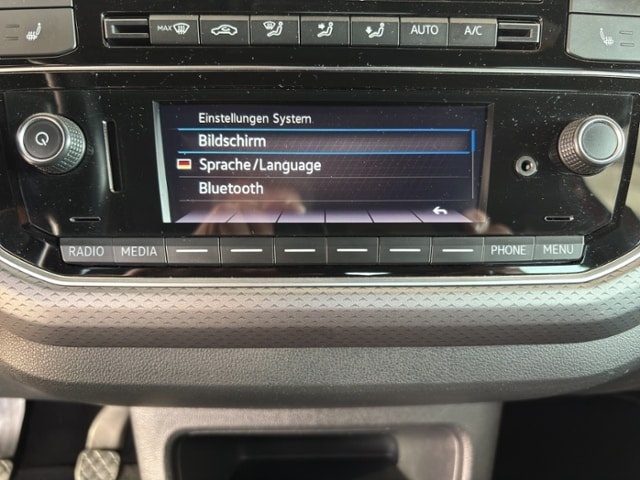 MAX
AUTO
A/C
Einstellungen System
Bildschirm
Sprache/Language
Bluetooth
RADIO MEDIA PHONE MENU